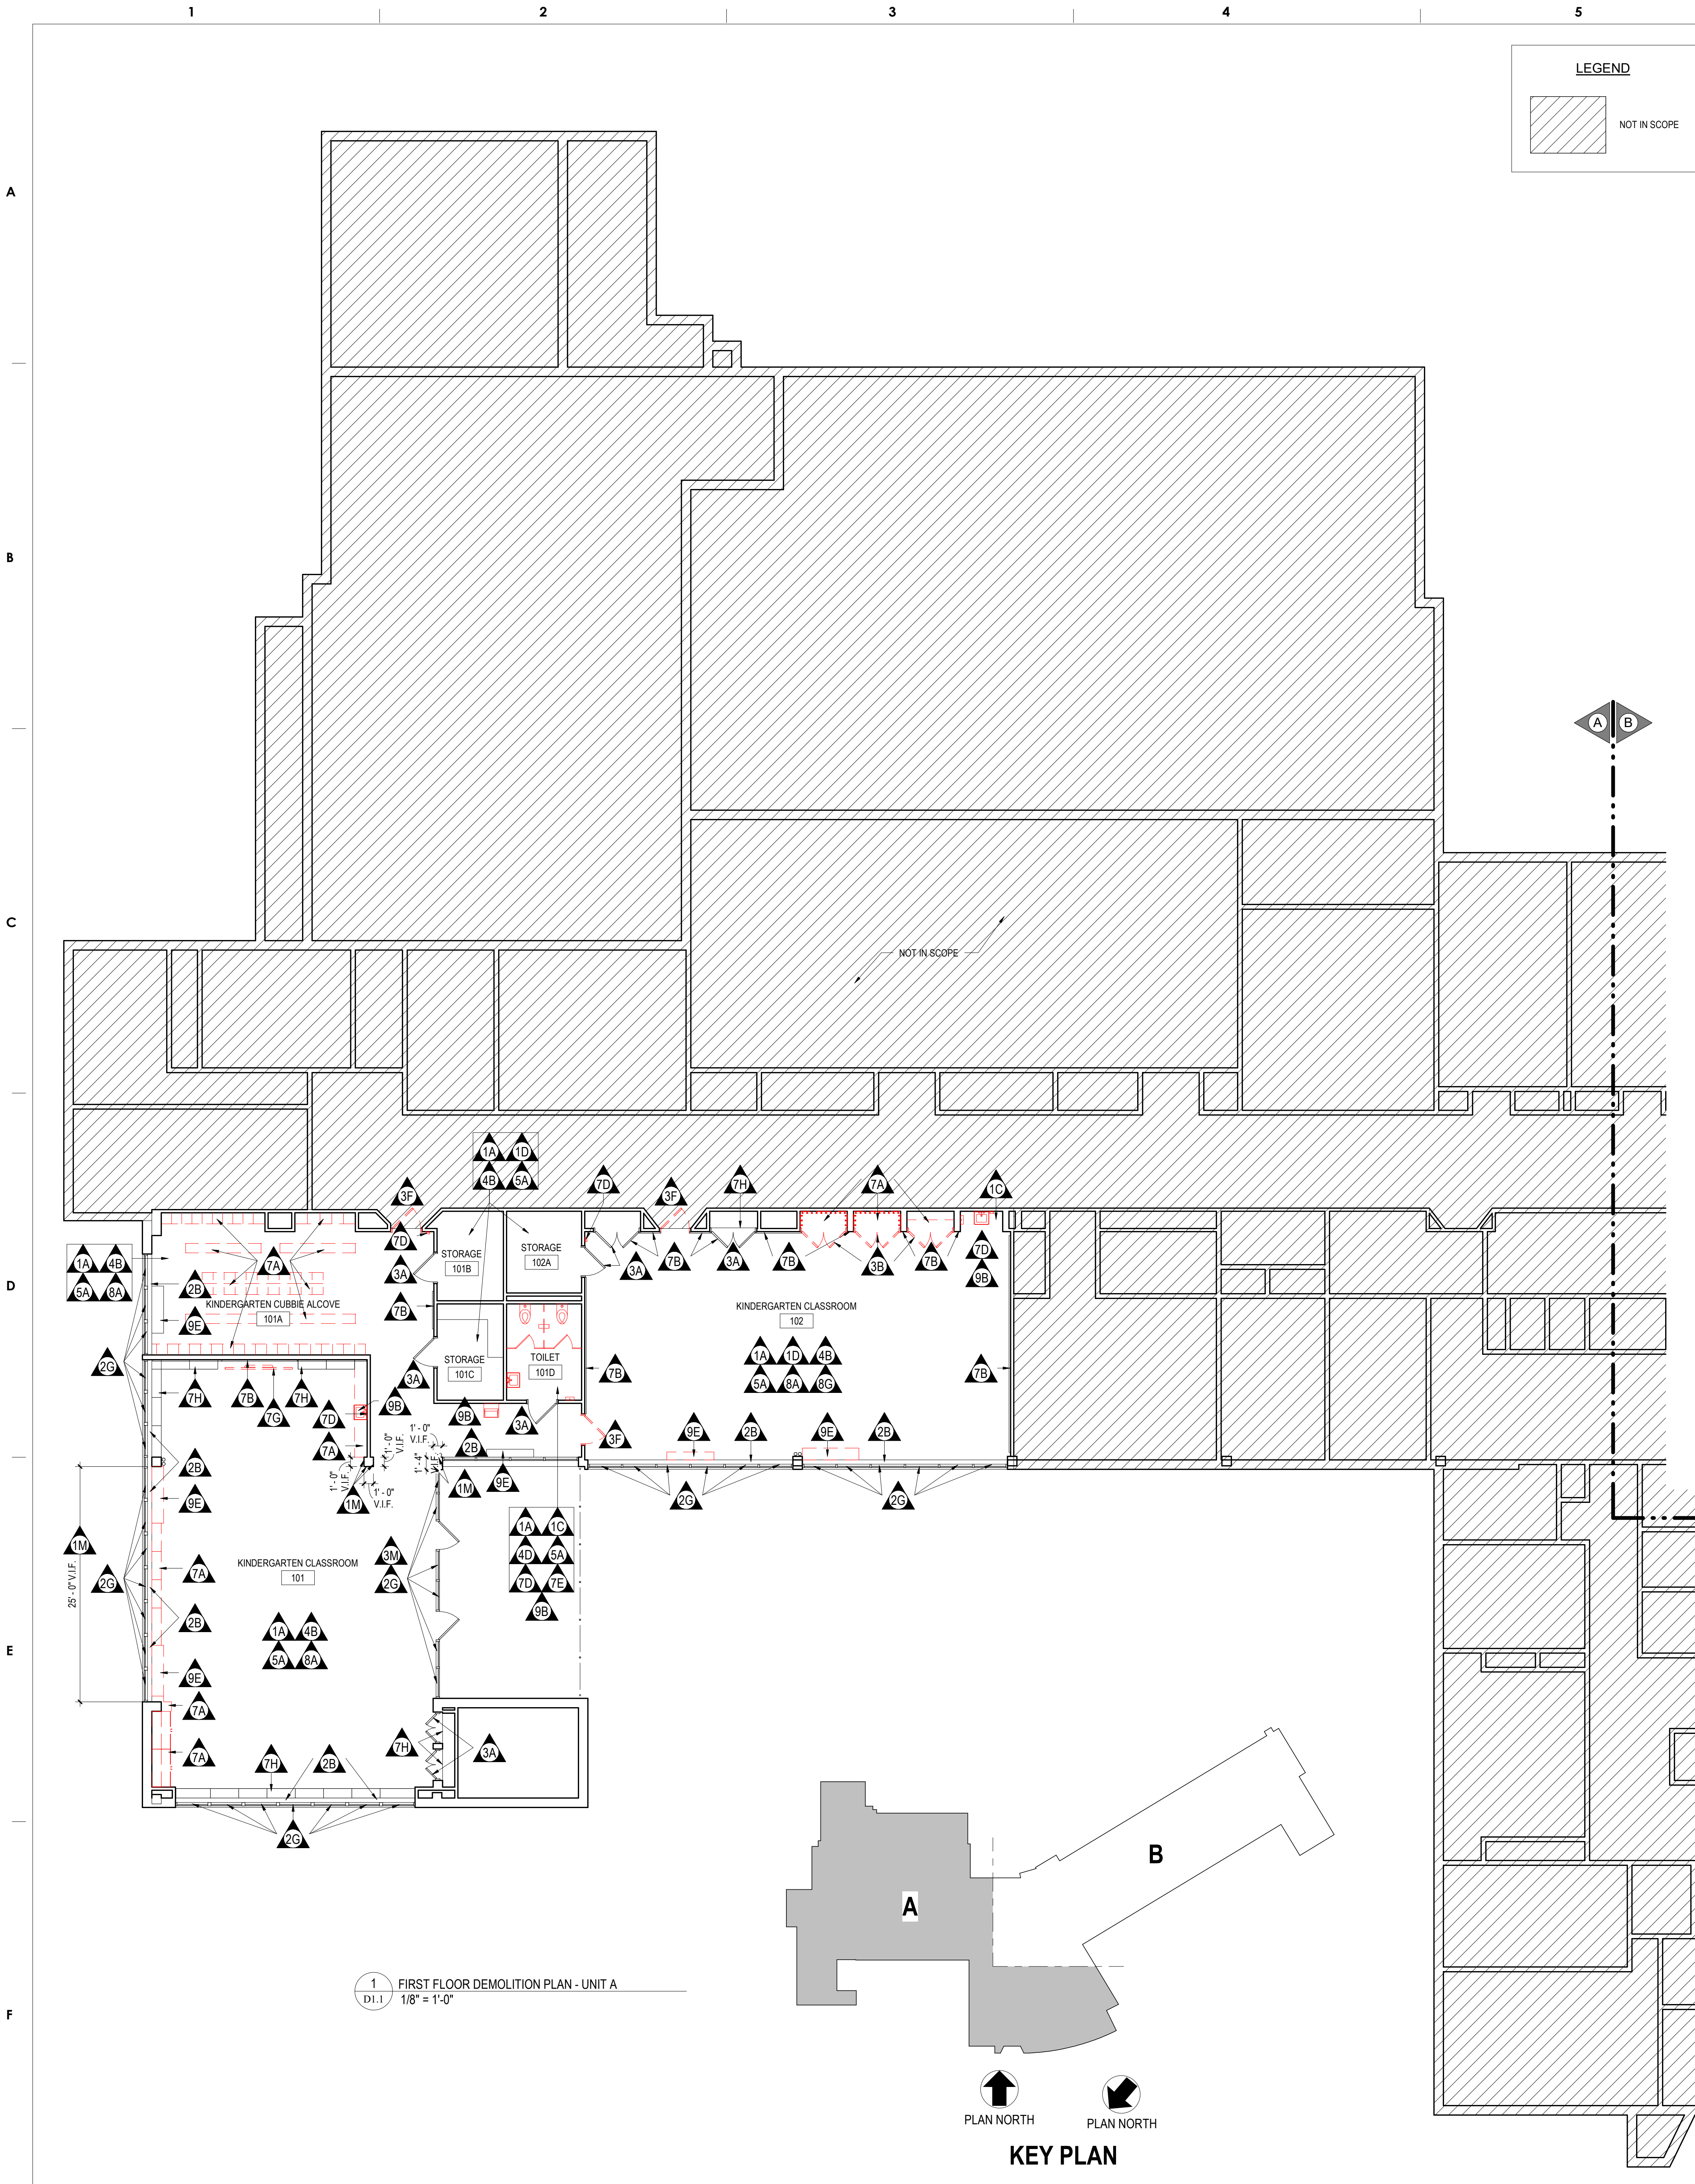 1 2 3 4 5
LEGEND
NOT IN SCOPE
A
B
A B
C
NOT IN SCOPE
1A 1D
4B 5A
3F 7D 3F 7H 7A 1C
7D
STORAGE
101B
STORAGE
102A
3A
7B 3A 7B 3B 7B
7D
9B
1A 4B
5A 8A
7A
3A
D
2B
KINDERGARTEN CUBBIE ALCOVE
101A
9E
7B
KINDERGARTEN CLASSROOM
102
2G
STORAGE
101C
TOILET
101D
1A 1D 4B
5A 8A 8G
7B
7B
3A
7H 7B 7H
7G
7D
9B
9B
3A
3F
7A
1' - 0"
V.I.F.
1' - 0"
V.I.F.
1' - 4"
V.I.F.
2B
9E 2B 9E 2B
2B
1' - 0"
V.I.F.
1' - 0"
V.I.F.
1M
1M
9E
2G 2G
9E
1M
25' - 0" V.I.F.
2G
7A
KINDERGARTEN CLASSROOM
101
3M
2G
1A 1C
4D 5A
7D 7E
9B
2B
1A 4B
5A 8A
E
9E
7A
7A
7H
3A
7H 2B
2G
A
B
1
D1.1
FIRST FLOOR DEMOLITION PLAN - UNIT A
1/8" = 1'-0"
F
PLAN NORTH
PLAN NORTH
KEY PLAN